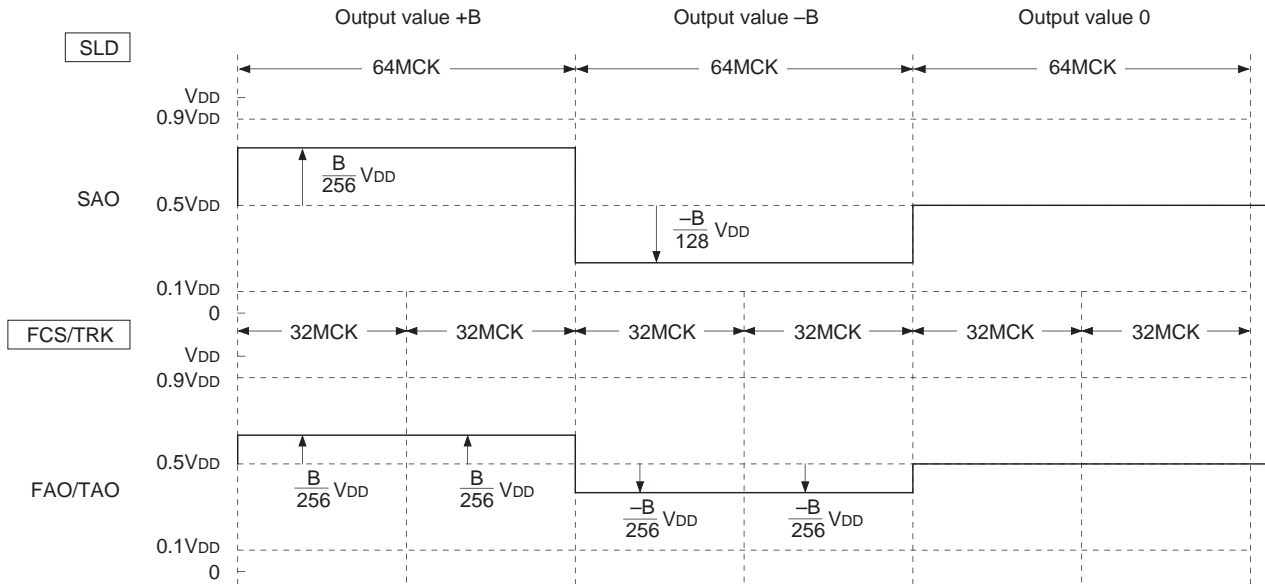 Output value +B Output value –B Output value 0
SLD
64MCK 64MCK 64MCK
VDD
0.9VDD
B
256 VDD
SAO 0.5VDD
–B
128 VDD
0.1VDD
0
FCS/TRK 32MCK 32MCK 32MCK 32MCK 32MCK 32MCK
VDD
0.9VDD
0.5VDD
FAO/TAO
B
256 VDD
B
256 VDD
–B
256 VDD
–B
256 VDD
0.1VDD
0